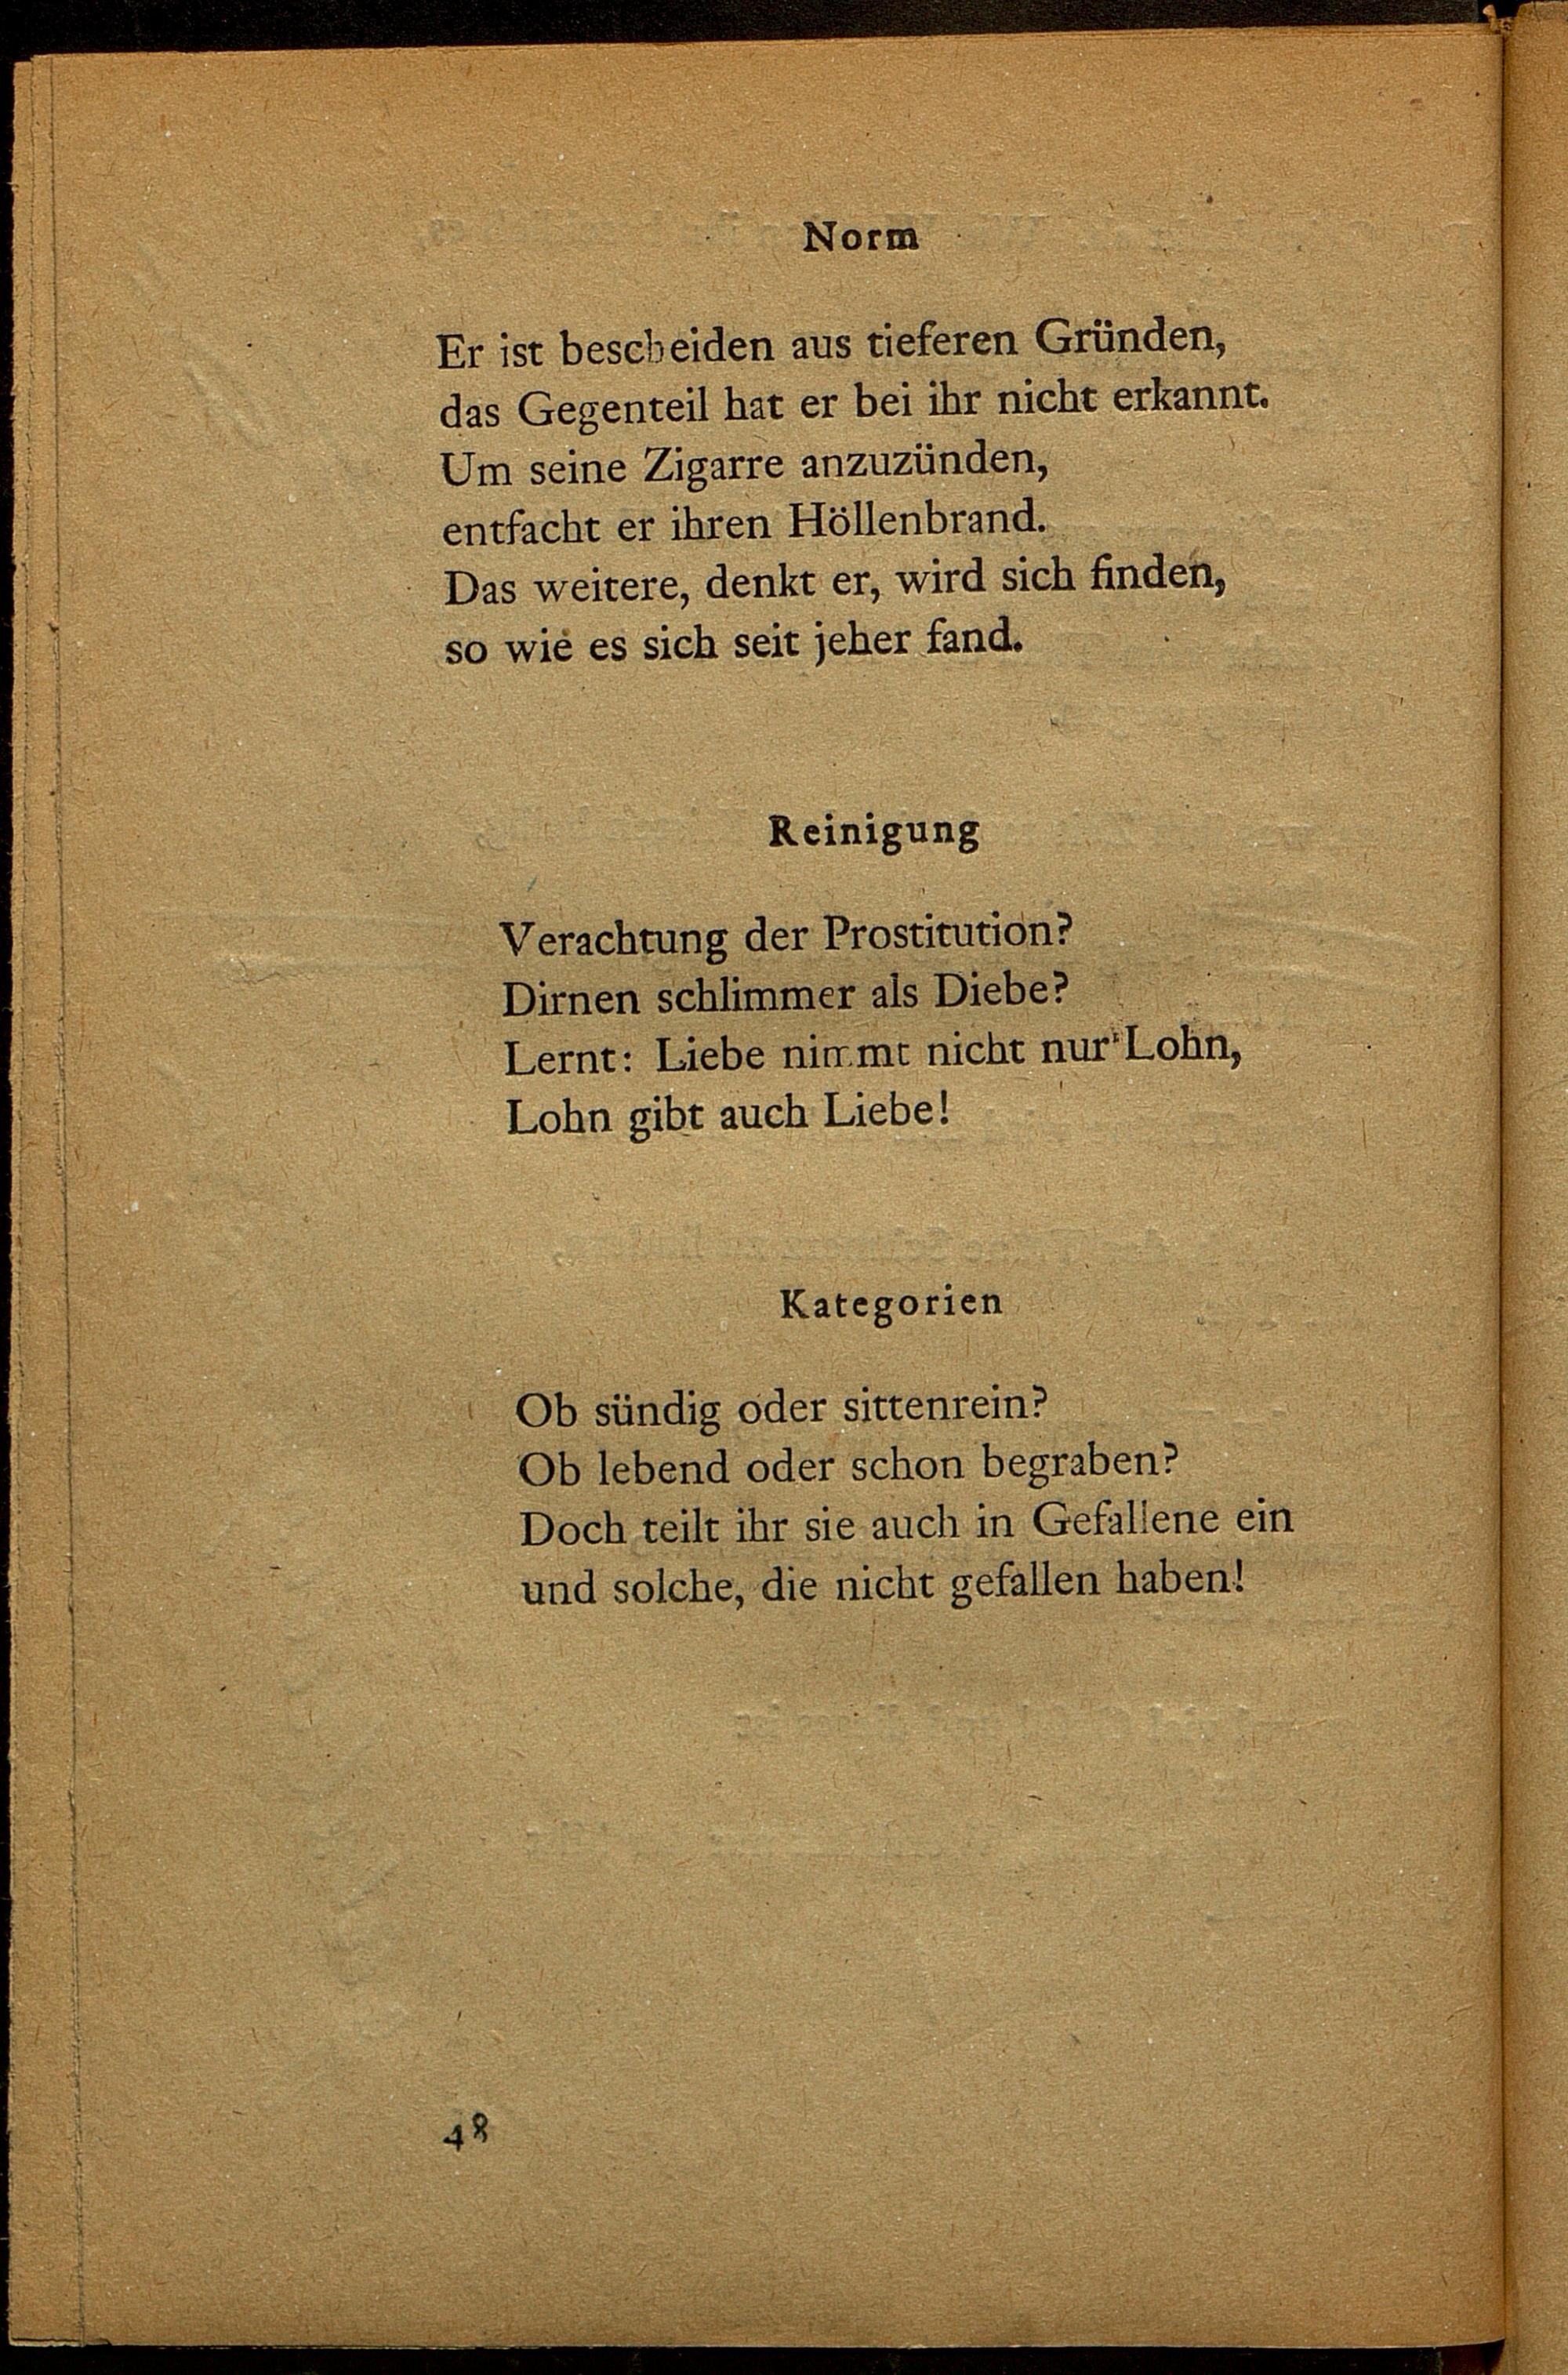 Norm
Er ist bescheiden aus tieferen Gründen,
das Gegenteil hat er bei ihr nicht erkannt.
Um seine Zigarre anzuzünden,
entfacht er ihren Höllenbrand.
Das weitere, denkt er, wird sich finden,
so wie es sich seit jeher fand.
Reinigung
Verachtung der Prostitution?
Dirnen schlimmer als Diebe?
Lernt: Liebe nimmt nicht nur Lohn,
Lohn gibt auch Liebe!
Kategorien
Ob sündig oder sittenrein?
Ob lebend oder schon begraben?
Doch teilt ihr sie auch in Gefallene ein
und solche, die nicht gefallen haben!
48